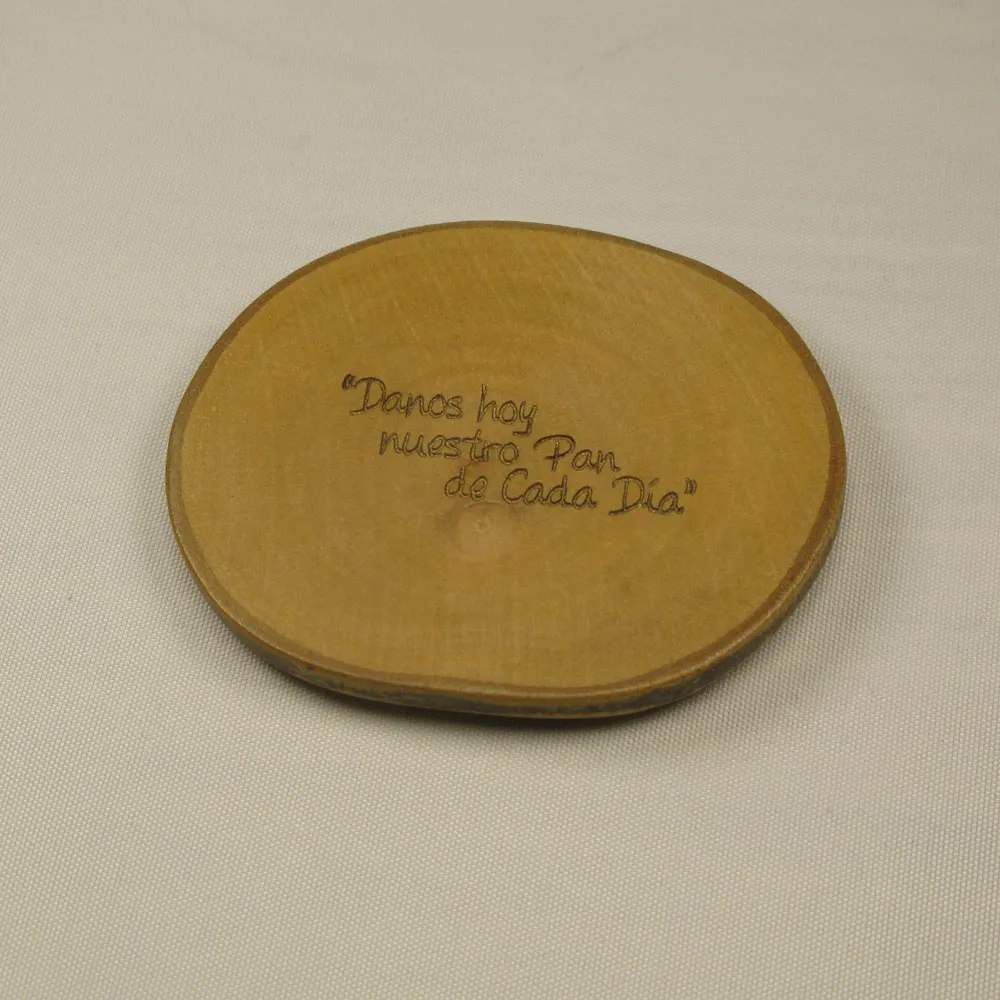 “Danos hoy
nuestro Pan
de Cada Día”